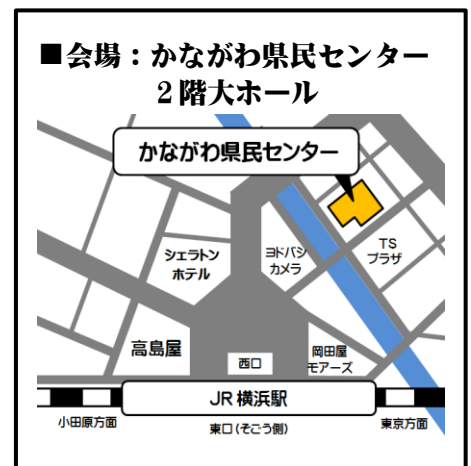 ■会場：かながわ県民センター
２階大ホール
かながわ県民センター
シェラトン
ホテル
ヨドバシ
カメラ
TS
プラザ
高島屋
西口
岡田屋
モアーズ
JR 横浜駅
小田原方面
東口(そごう側)
東京方面